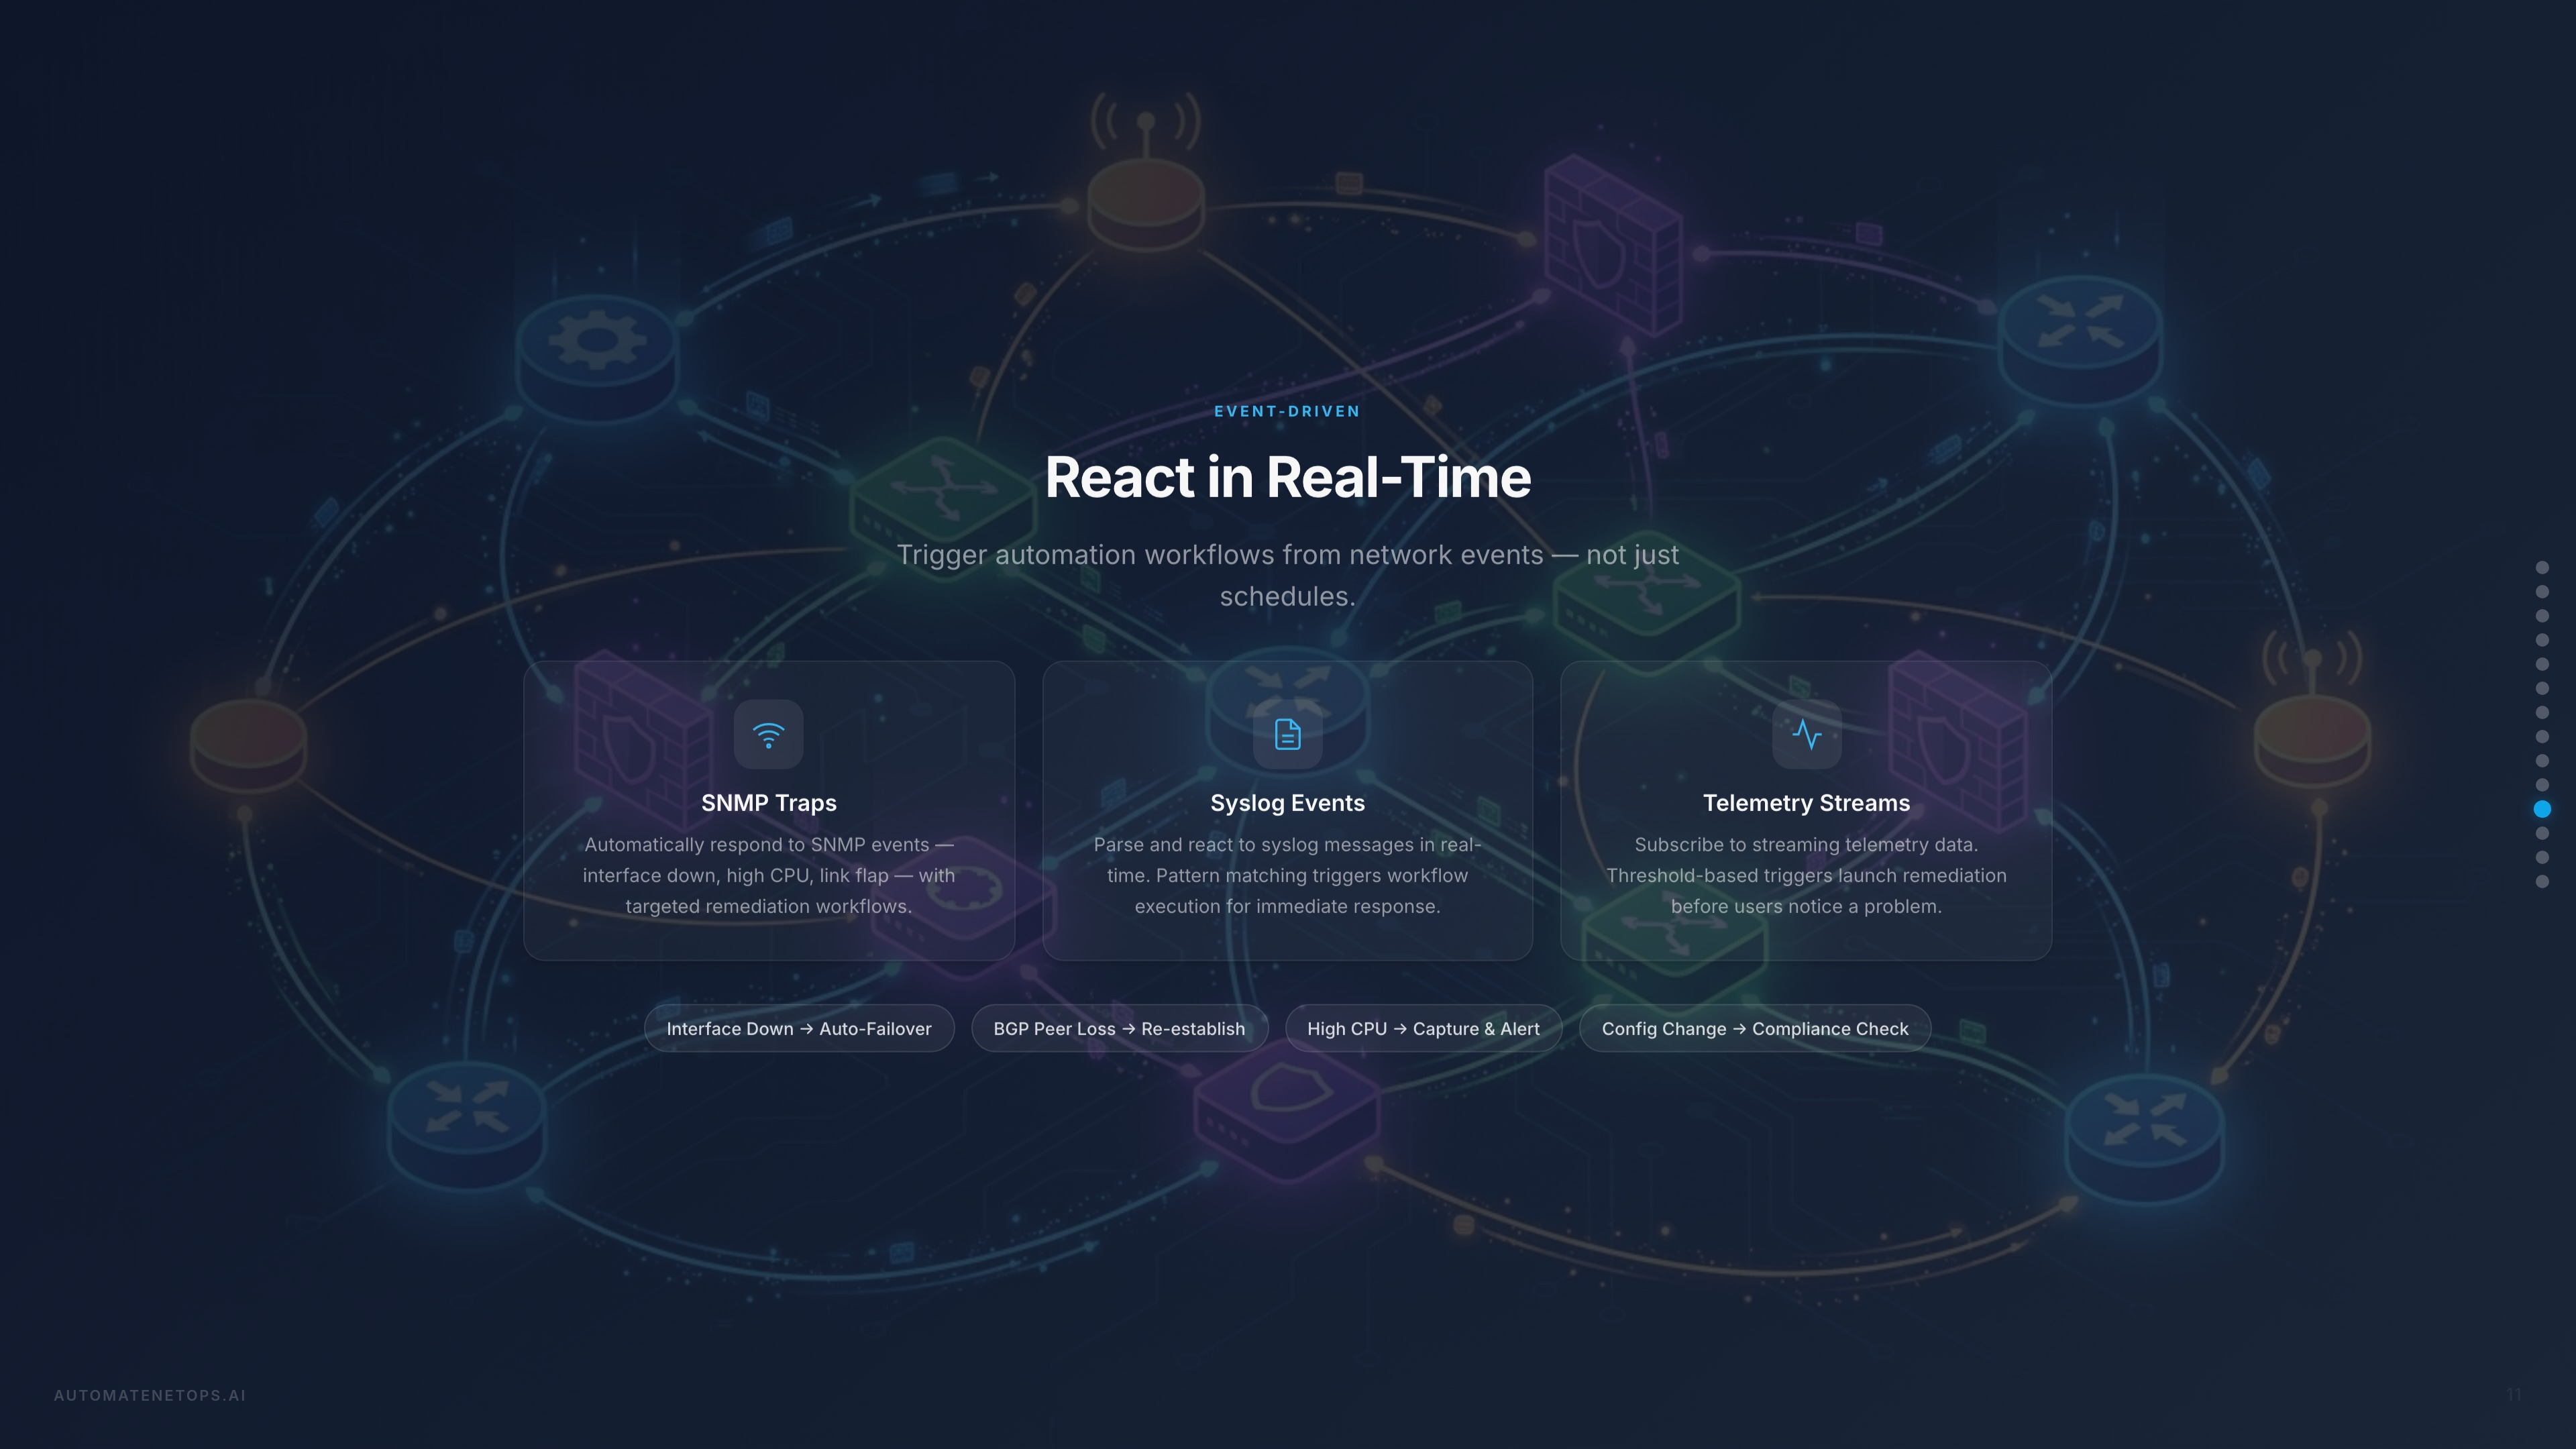 EVENT-DRIVEN
React in Real-Time
Trigger automation workflows from network events — not just
schedules.
SNMP Traps
Automatically respond to SNMP events —
interface down, high CPU, link flap — with
targeted remediation workflows.
Syslog Events
Parse and react to syslog messages in real-
time. Pattern matching triggers workflow
execution for immediate response.
Telemetry Streams
Subscribe to streaming telemetry data.
Threshold-based triggers launch remediation
before users notice a problem.
Interface Down → Auto-Failover
BGP Peer Loss → Re-establish
High CPU → Capture & Alert
Config Change → Compliance Check
AUTOMATENETOPS.AI
11